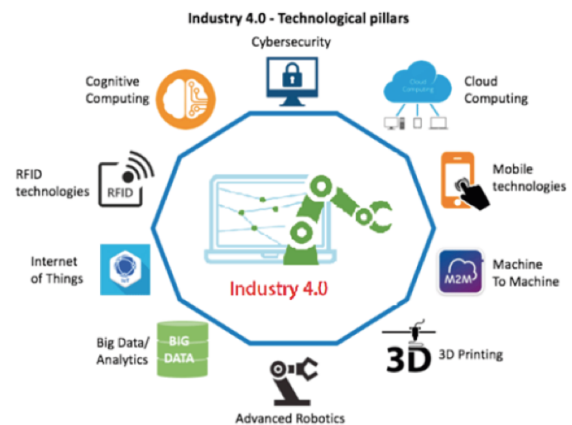 Industry 4.0 - Technological pillars
Cybersecurity
Cloud
Computing
Cloud
Computing
Mobile
technologies
Machine
To Machine
M2M
3D
3D Printing
Advanced Robotics
Big Data/
Analytics
BIG
DATA
Internet
of Things
IoT
RFID
technologies
RFID
Cognitive
Computing
Industry 4.0